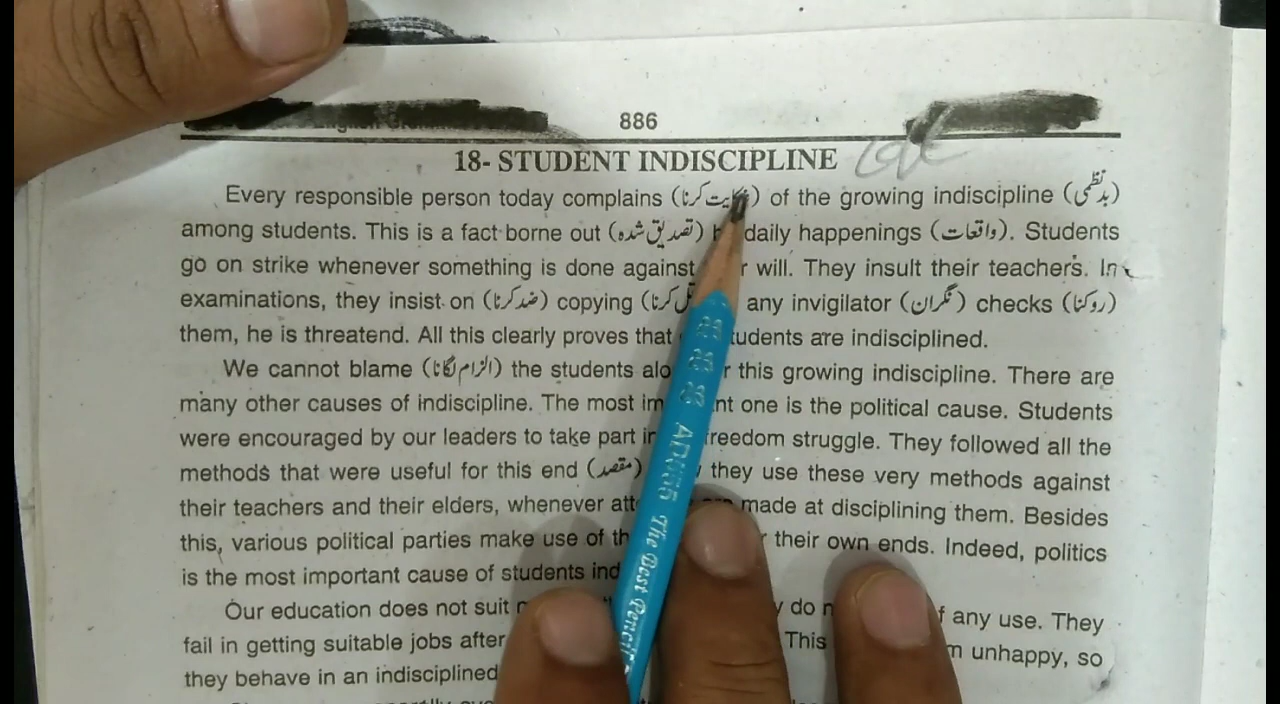 886
18- STUDENT INDISCIPLINE
Every responsible person today complains (شکایت کرنا) of the growing indiscipline (بدنظمی)
among students. This is a fact borne out (تصدیق شدہ) daily happenings (واقعات). Students
go on strike whenever something is done against will. They insult their teachers. In
examinations, they insist on (ضد کرنا) copying (نقل کرنا) any invigilator (نگران) checks (روکنا)
them, he is threatend. All this clearly proves that students are indisciplined.
We cannot blame (الزام لگانا) the students this growing indiscipline. There are
many other causes of indiscipline. The most one is the political cause. Students
were encouraged by our leaders to take part freedom struggle. They followed all the
methods that were useful for this end (مقصد) they use these very methods against
their teachers and their elders, whenever made at disciplining them. Besides
this, various political parties make use of their own ends. Indeed, politics
is the most important cause of students
Our education does not suit do any use. They
fail in getting suitable jobs after This unhappy, so
they behave in an indisciplined
ADMIRE The Best Pencil